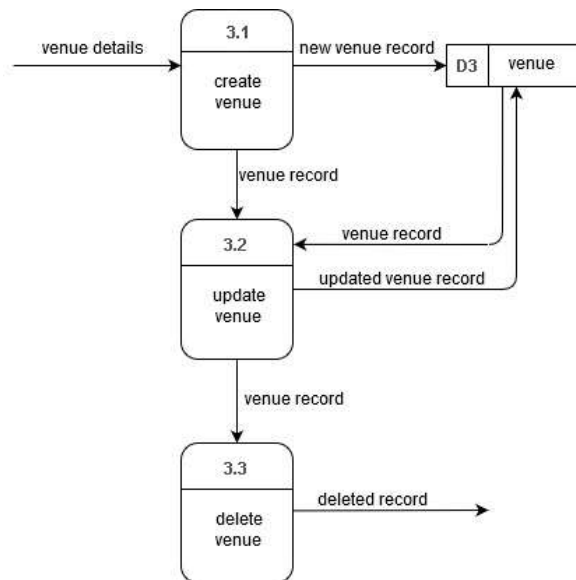 3.1
venue details
new venue record
D3
venue
create
venue
venue record
3.2
venue record
updated venue record
update
venue
venue record
3.3
deleted record
delete
venue